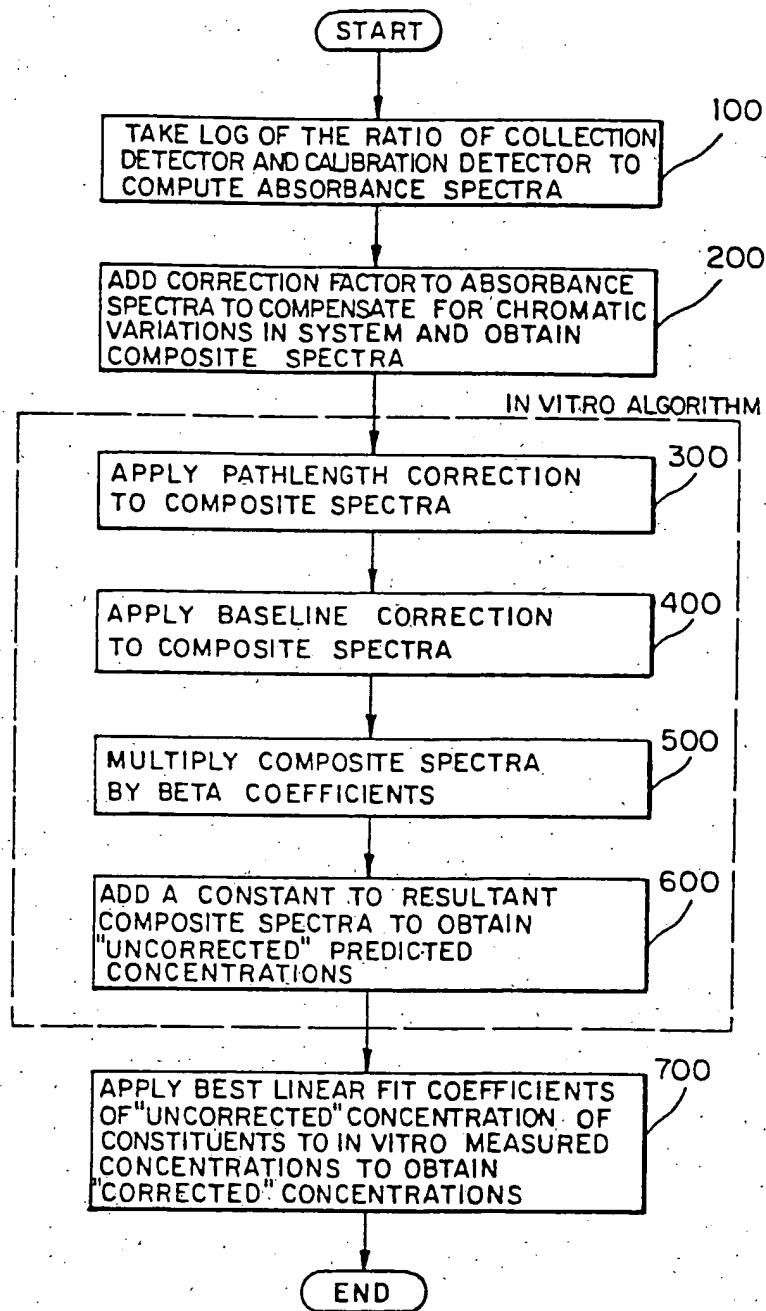 START
100
TAKE LOG OF THE RATIO OF COLLECTION
DETECTOR AND CALIBRATION DETECTOR TO
COMPUTE ABSORBANCE SPECTRA
200
ADD CORRECTION FACTOR TO ABSORBANCE
SPECTRA TO COMPENSATE FOR CHROMATIC
VARIATIONS IN SYSTEM AND OBTAIN
COMPOSITE SPECTRA
IN VITRO ALGORITHM
300
APPLY PATHLENGTH CORRECTION
TO COMPOSITE SPECTRA
400
APPLY BASELINE CORRECTION
TO COMPOSITE SPECTRA
500
MULTIPLY COMPOSITE SPECTRA
BY BETA COEFFICIENTS
600
ADD A CONSTANT TO RESULTANT
COMPOSITE SPECTRA TO OBTAIN
"UNCORRECTED" PREDICTED
CONCENTRATIONS
700
APPLY BEST LINEAR FIT COEFFICIENTS
OF "UNCORRECTED" CONCENTRATION OF
CONSTITUENTS TO IN VITRO MEASURED
CONCENTRATIONS TO OBTAIN
"CORRECTED" CONCENTRATIONS
END